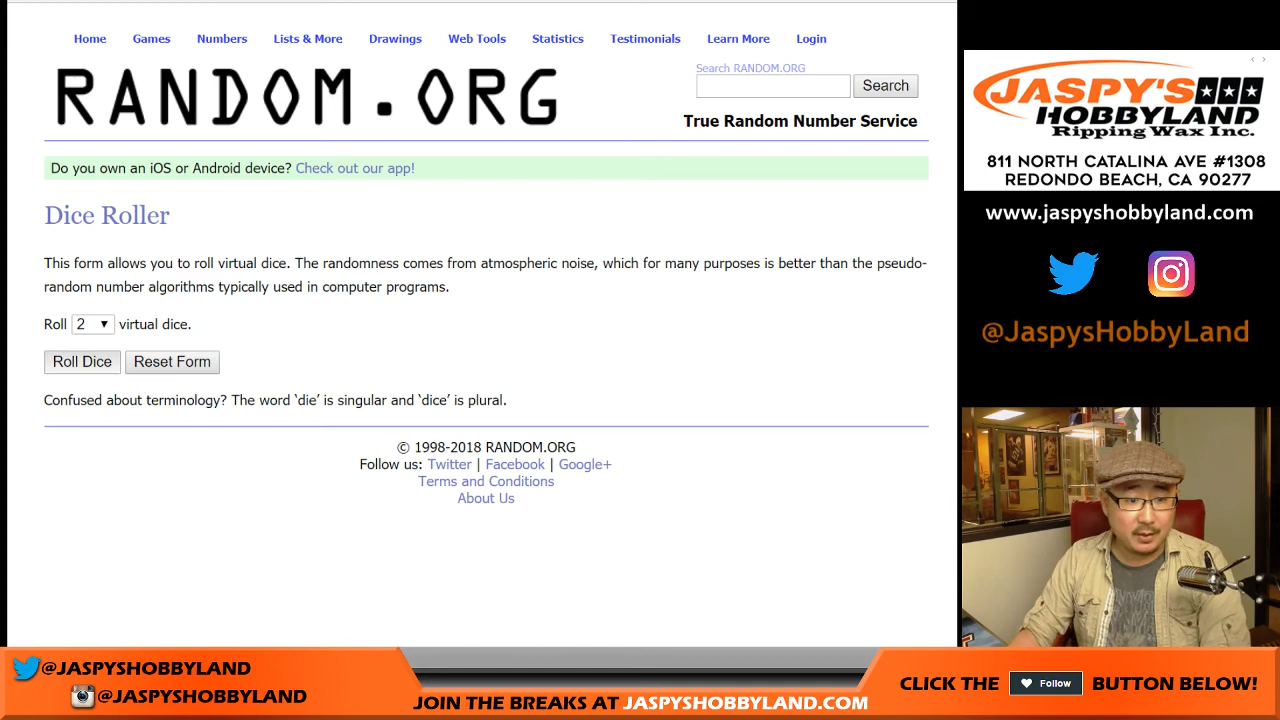 Home Games Numbers Lists & More Drawings Web Tools Statistics Testimonials Learn More Login
RANDOM.ORG
Search RANDOM.ORG
Search
True Random Number Service
Do you own an iOS or Android device? Check out our app!
Dice Roller
This form allows you to roll virtual dice. The randomness comes from atmospheric noise, which for many purposes is better than the pseudo-
random number algorithms typically used in computer programs.
Roll 2 virtual dice.
Roll Dice Reset Form
Confused about terminology? The word ‘die’ is singular and ‘dice’ is plural.
© 1998-2018 RANDOM.ORG
Follow us: Twitter | Facebook | Google+
Terms and Conditions
About Us
JASPY'S
HOBBYLAND
Ripping Wax Inc.
811 NORTH CATALINA AVE #1308
REDONDO BEACH, CA 90277
www.jaspyshobbyland.com
@JaspysHobbyLand
@JASPYSHOBBYLAND
@JASPYSHOBBYLAND
JOIN THE BREAKS AT JASPYSHOBBYLAND.COM
CLICK THE Follow BUTTON BELOW!